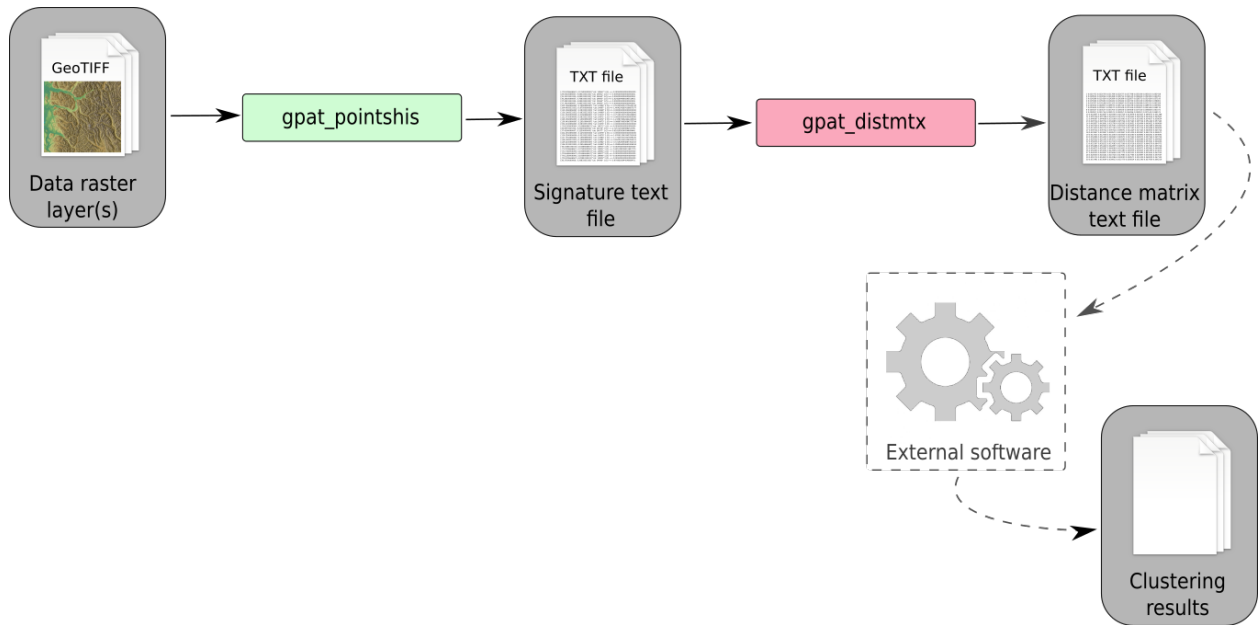 GeoTIFF
Data raster
layer(s)
gpat_pointshis
TXT file
Signature text
file
gpat_distmtx
TXT file
Distance matrix
text file
External software
Clustering
results